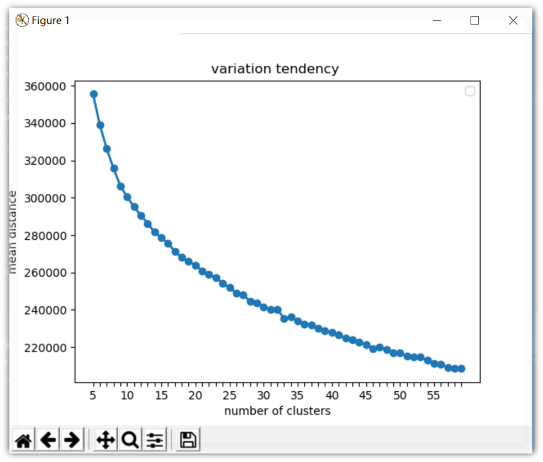 Figure 1
variation tendency
360000
340000
320000
300000
280000
260000
240000
220000
mean distance
5 10 15 20 25 30 35 40 45 50 55
number of clusters